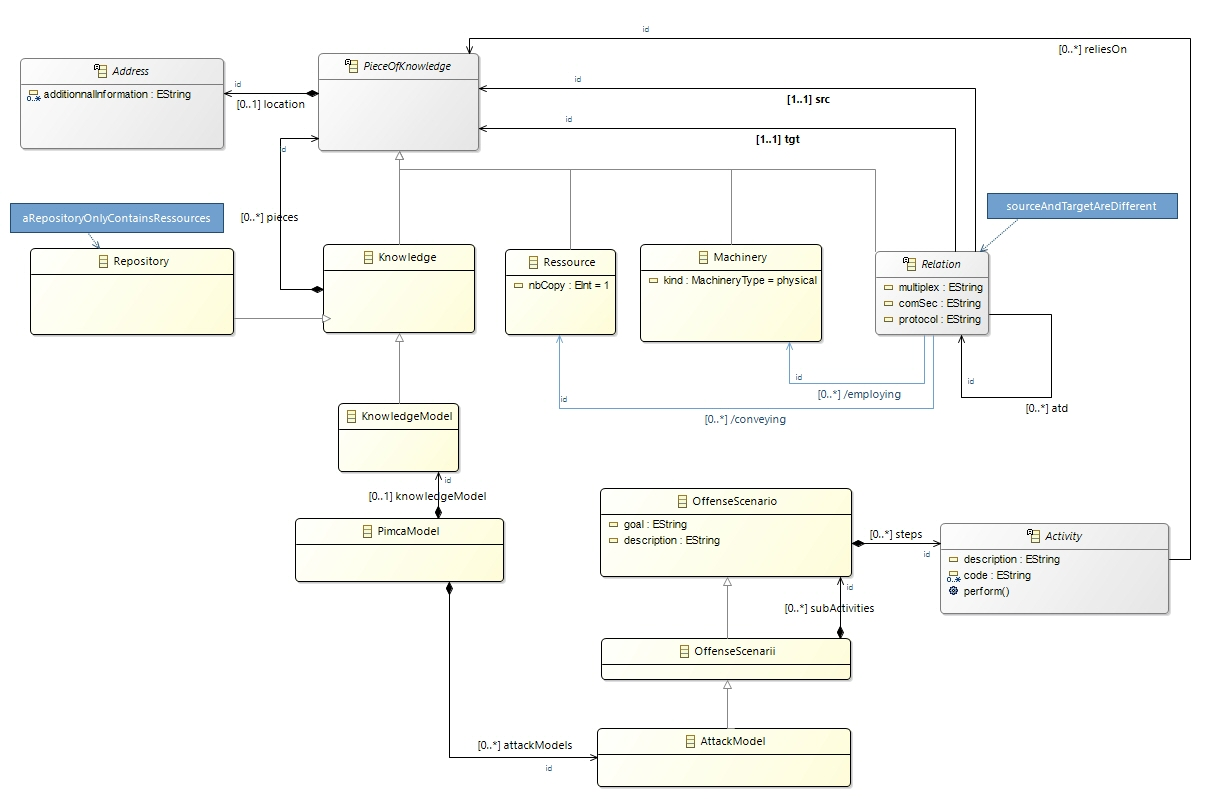 id
[0..*] reliesOn
Address
additionnalInformation : EString
0..*
id
[0..1] location
PieceOfKnowledge
id
[1..1] src
id
[1..1] tgt
id
[0..*] pieces
aRepositoryOnlyContainsRessources
sourceAndTargetAreDifferent
Repository
Knowledge
Ressource
nbCopy : EInt = 1
Machinery
kind : MachineryType = physical
Relation
multiplex : EString
comSec : EString
protocol : EString
id
[0..*] /employing
id
[0..*] /conveying
id
[0..*] atd
KnowledgeModel
id
[0..1] knowledgeModel
PimcaModel
OffenseScenario
goal : EString
description : EString
[0..*] steps
id
Activity
description : EString
code : EString
0..*
perform()
id
[0..*] subActivities
OffenseScenarii
[0..*] attackModels
id
AttackModel